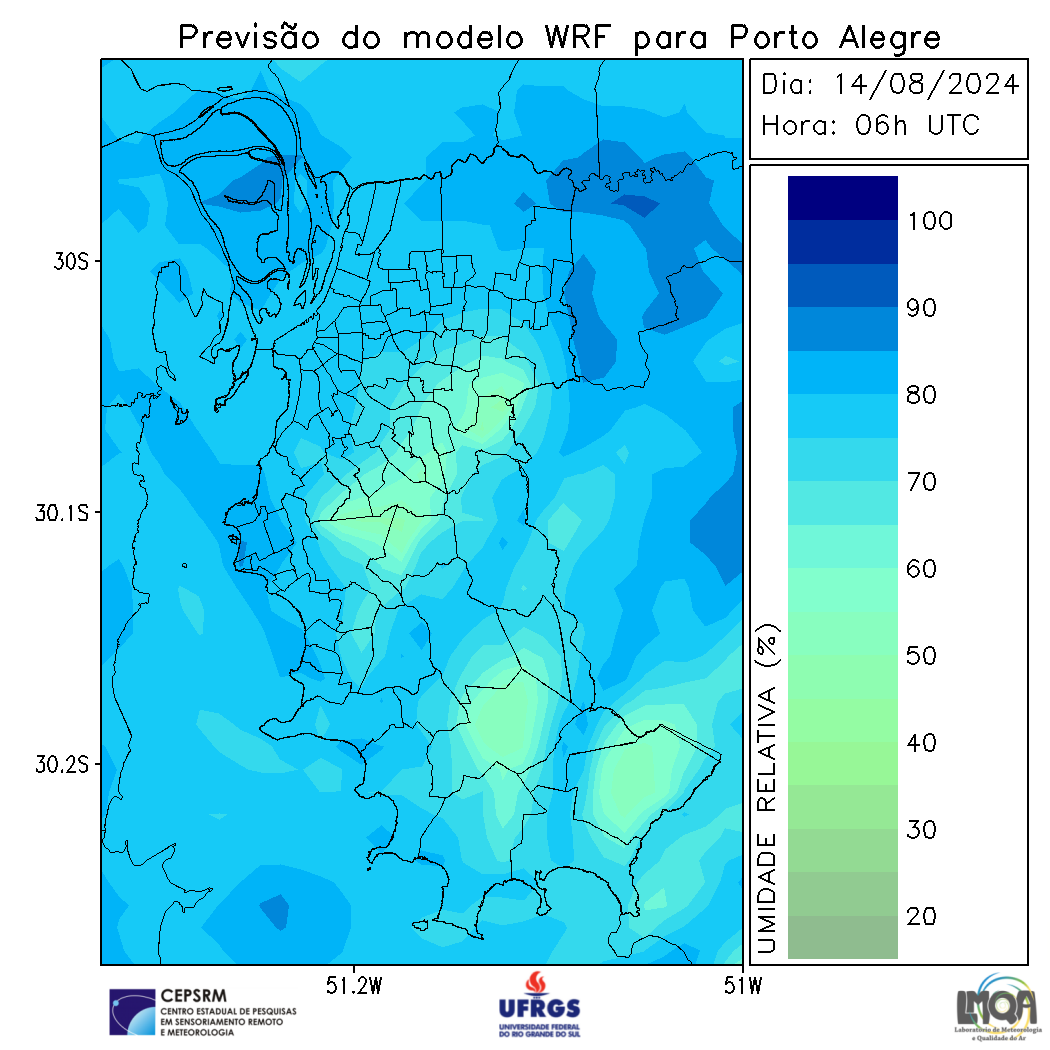 Previsão do modelo WRF para Porto Alegre
Dia: 14/08/2024
Hora: 06h UTC
30S
30.1S
30.2S
51.2W
51W
100
90
80
70
60
50
40
30
20
UMIDADE RELATIVA (%)
CEPSRM
CENTRO ESTADUAL DE PESQUISAS
EM SENSORIAMENTO REMOTO
E METEOROLOGIA
UFRGS
UNIVERSIDADE FEDERAL
DO RIO GRANDE DO SUL
LMQA
Laboratório de Meteorologia
e Qualidade do Ar